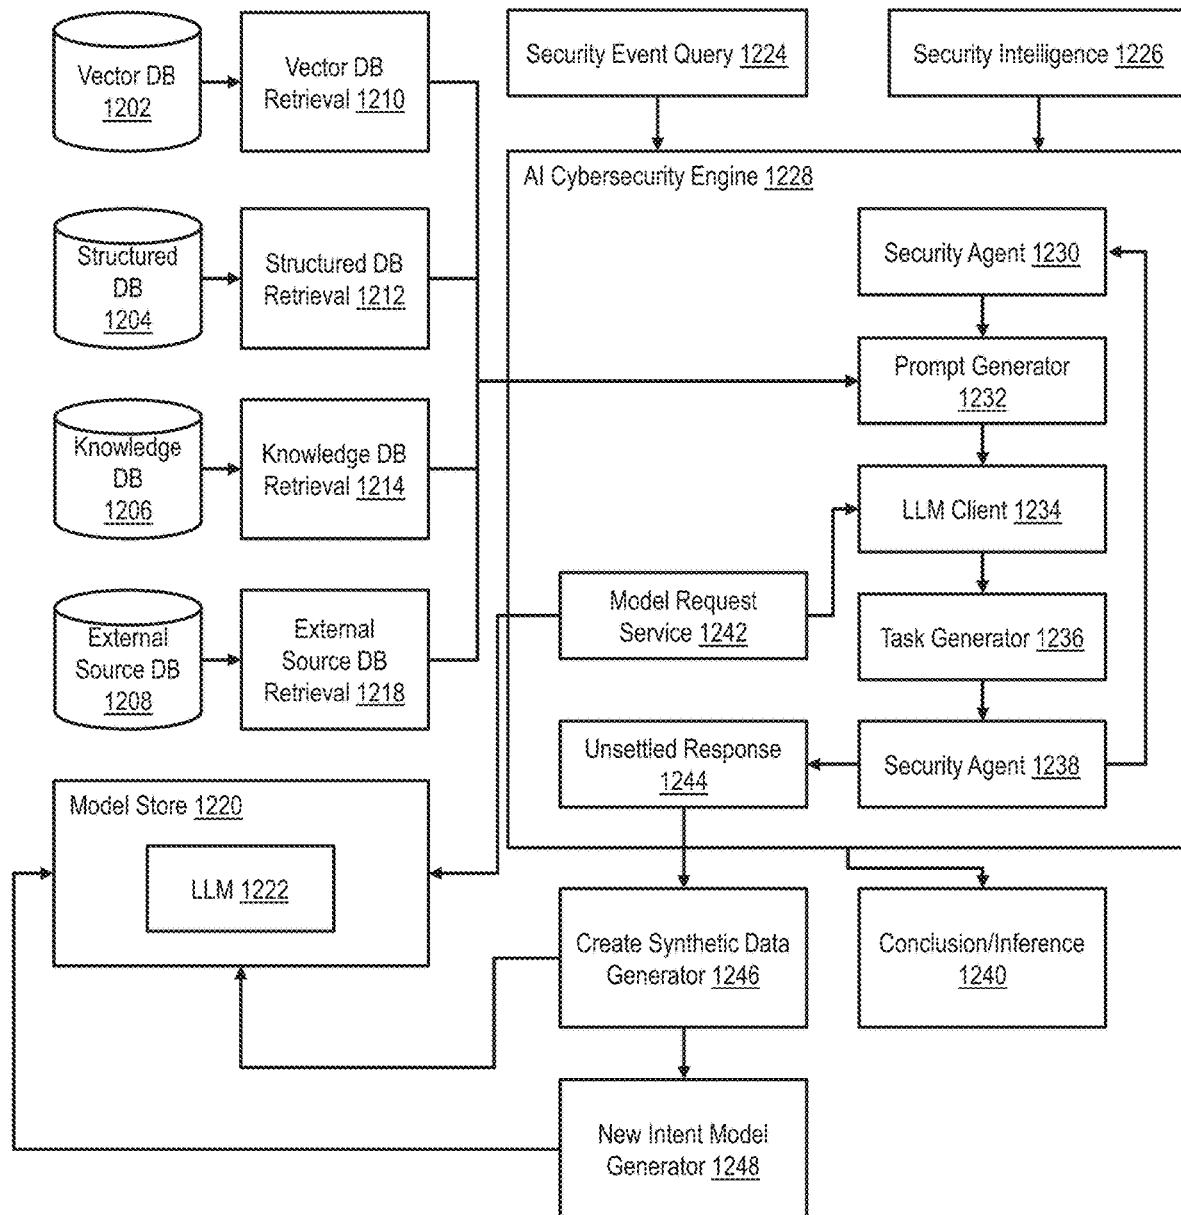 Vector DB
1202
Vector DB
Retrieval 1210
Security Event Query 1224
Security Intelligence 1226
AI Cybersecurity Engine 1228
Structured
DB
1204
Structured DB
Retrieval 1212
Security Agent 1230
Prompt Generator
1232
Knowledge
DB
1206
Knowledge DB
Retrieval 1214
LLM Client 1234
External
Source DB
1208
External
Source DB
Retrieval 1218
Model Request
Service 1242
Task Generator 1236
Unsettled Response
1244
Security Agent 1238
Model Store 1220
LLM 1222
Create Synthetic Data
Generator 1246
Conclusion/Inference
1240
New Intent Model
Generator 1248